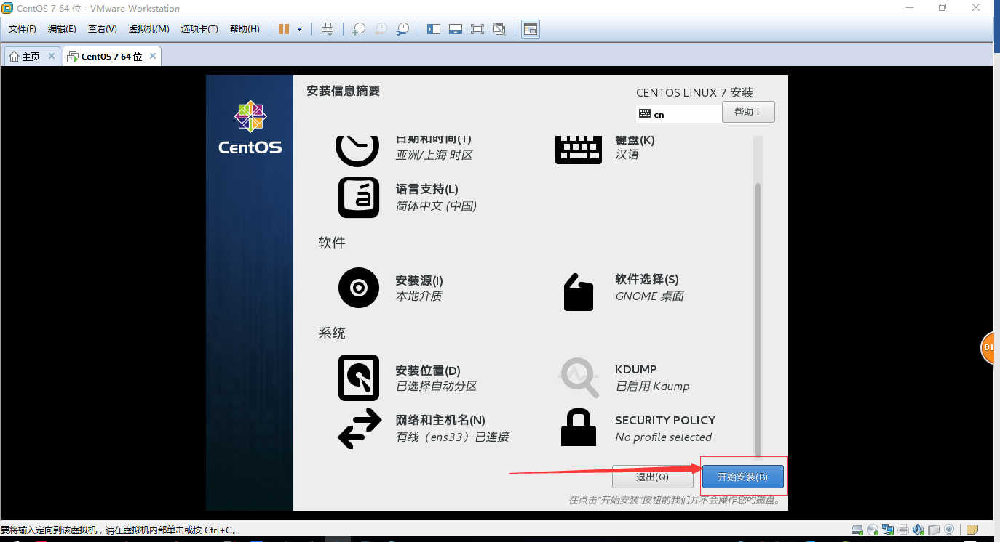 CentOS 7 64 位 - VMware Workstation
文件(F) 编辑(E) 查看(V) 虚拟机(M) 选项卡(T) 帮助(H)
主页 CentOS 7 64 位
安装信息摘要
CENTOS LINUX 7 安装
cn 帮助！
CentOS
日期和时间(T) 键盘(K)
亚洲/上海 时区 汉语
语言支持(L)
简体中文 (中国)
软件
安装源(I) 软件选择(S)
本地介质 GNOME 桌面
系统
安装位置(D) KDUMP
已选择自动分区 已启用 Kdump
网络和主机名(N) SECURITY POLICY
有线（ens33）已连接 No profile selected
退出(Q) 开始安装(B)
在点击“开始安装”按钮前我们并不会操作您的磁盘。
81
要将输入定向到该虚拟机，请在虚拟机内部单击或按 Ctrl+G。